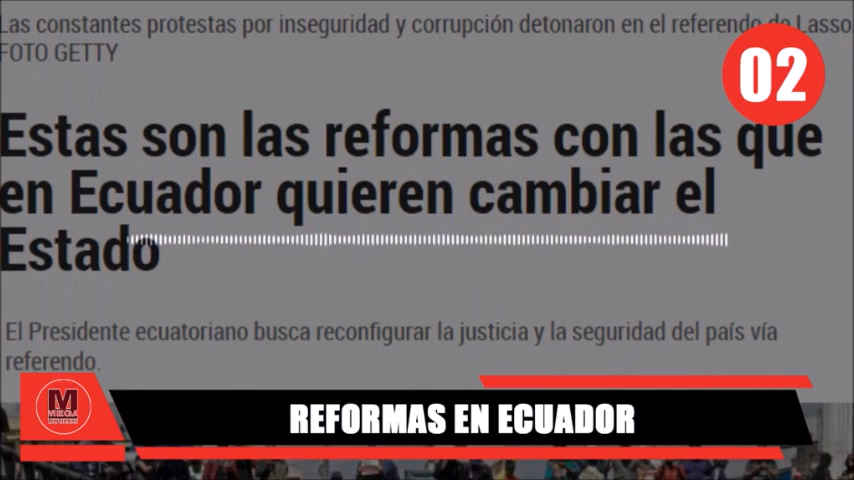 Las constantes protestas por inseguridad y corrupción detonaron en el referendo de Lasso
FOTO GETTY
02
Estas son las reformas con las que
en Ecuador quieren cambiar el
Estado
El Presidente ecuatoriano busca reconfigurar la justicia y la seguridad del país vía
referendo.
M
MEGA
NOTICIAS
REFORMAS EN ECUADOR